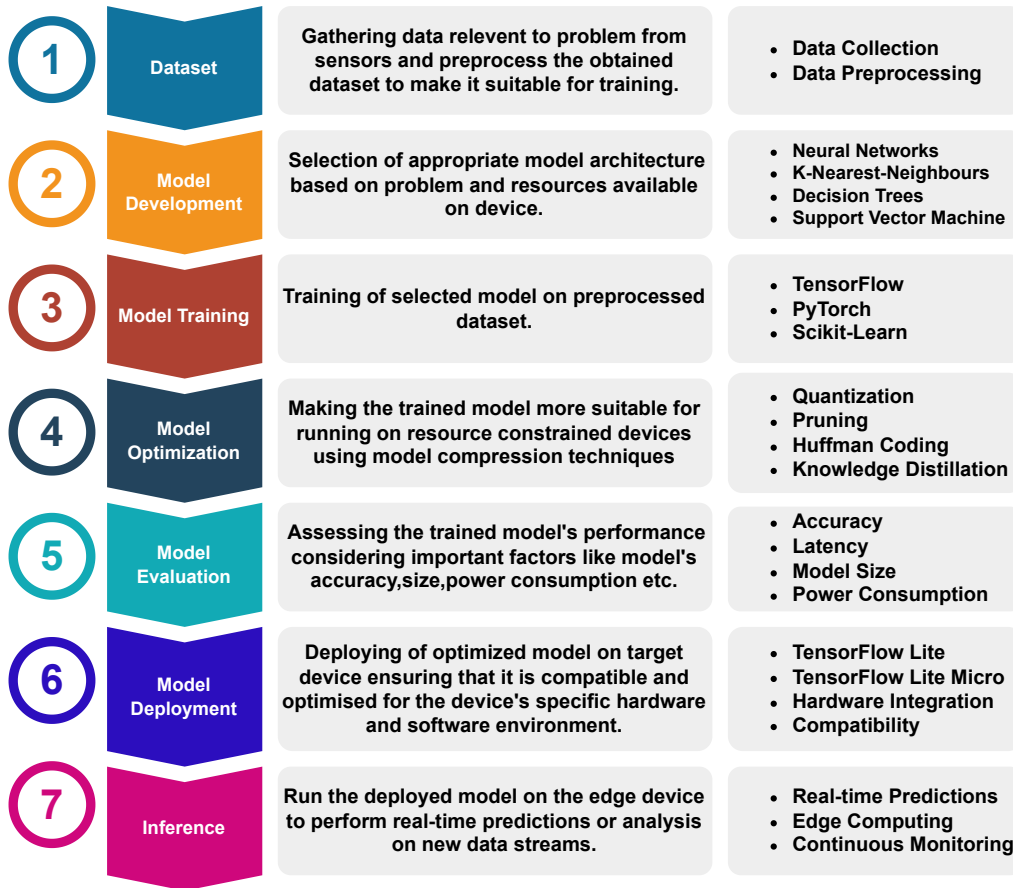 1
Dataset
Gathering data relevent to problem from
sensors and preprocess the obtained
dataset to make it suitable for training.
• Data Collection
• Data Preprocessing
2
Model
Development
Selection of appropriate model architecture
based on problem and resources available
on device.
• Neural Networks
• K-Nearest-Neighbours
• Decision Trees
• Support Vector Machine
3
Model Training
Training of selected model on preprocessed
dataset.
• TensorFlow
• PyTorch
• Scikit-Learn
4
Model
Optimization
Making the trained model more suitable for
running on resource constrained devices
using model compression techniques
• Quantization
• Pruning
• Huffman Coding
• Knowledge Distillation
5
Model
Evaluation
Assessing the trained model's performance
considering important factors like model's
accuracy,size,power consumption etc.
• Accuracy
• Latency
• Model Size
• Power Consumption
6
Model
Deployment
Deploying of optimized model on target
device ensuring that it is compatible and
optimised for the device's specific hardware
and software environment.
• TensorFlow Lite
• TensorFlow Lite Micro
• Hardware Integration
• Compatibility
7
Inference
Run the deployed model on the edge device
to perform real-time predictions or analysis
on new data streams.
• Real-time Predictions
• Edge Computing
• Continuous Monitoring